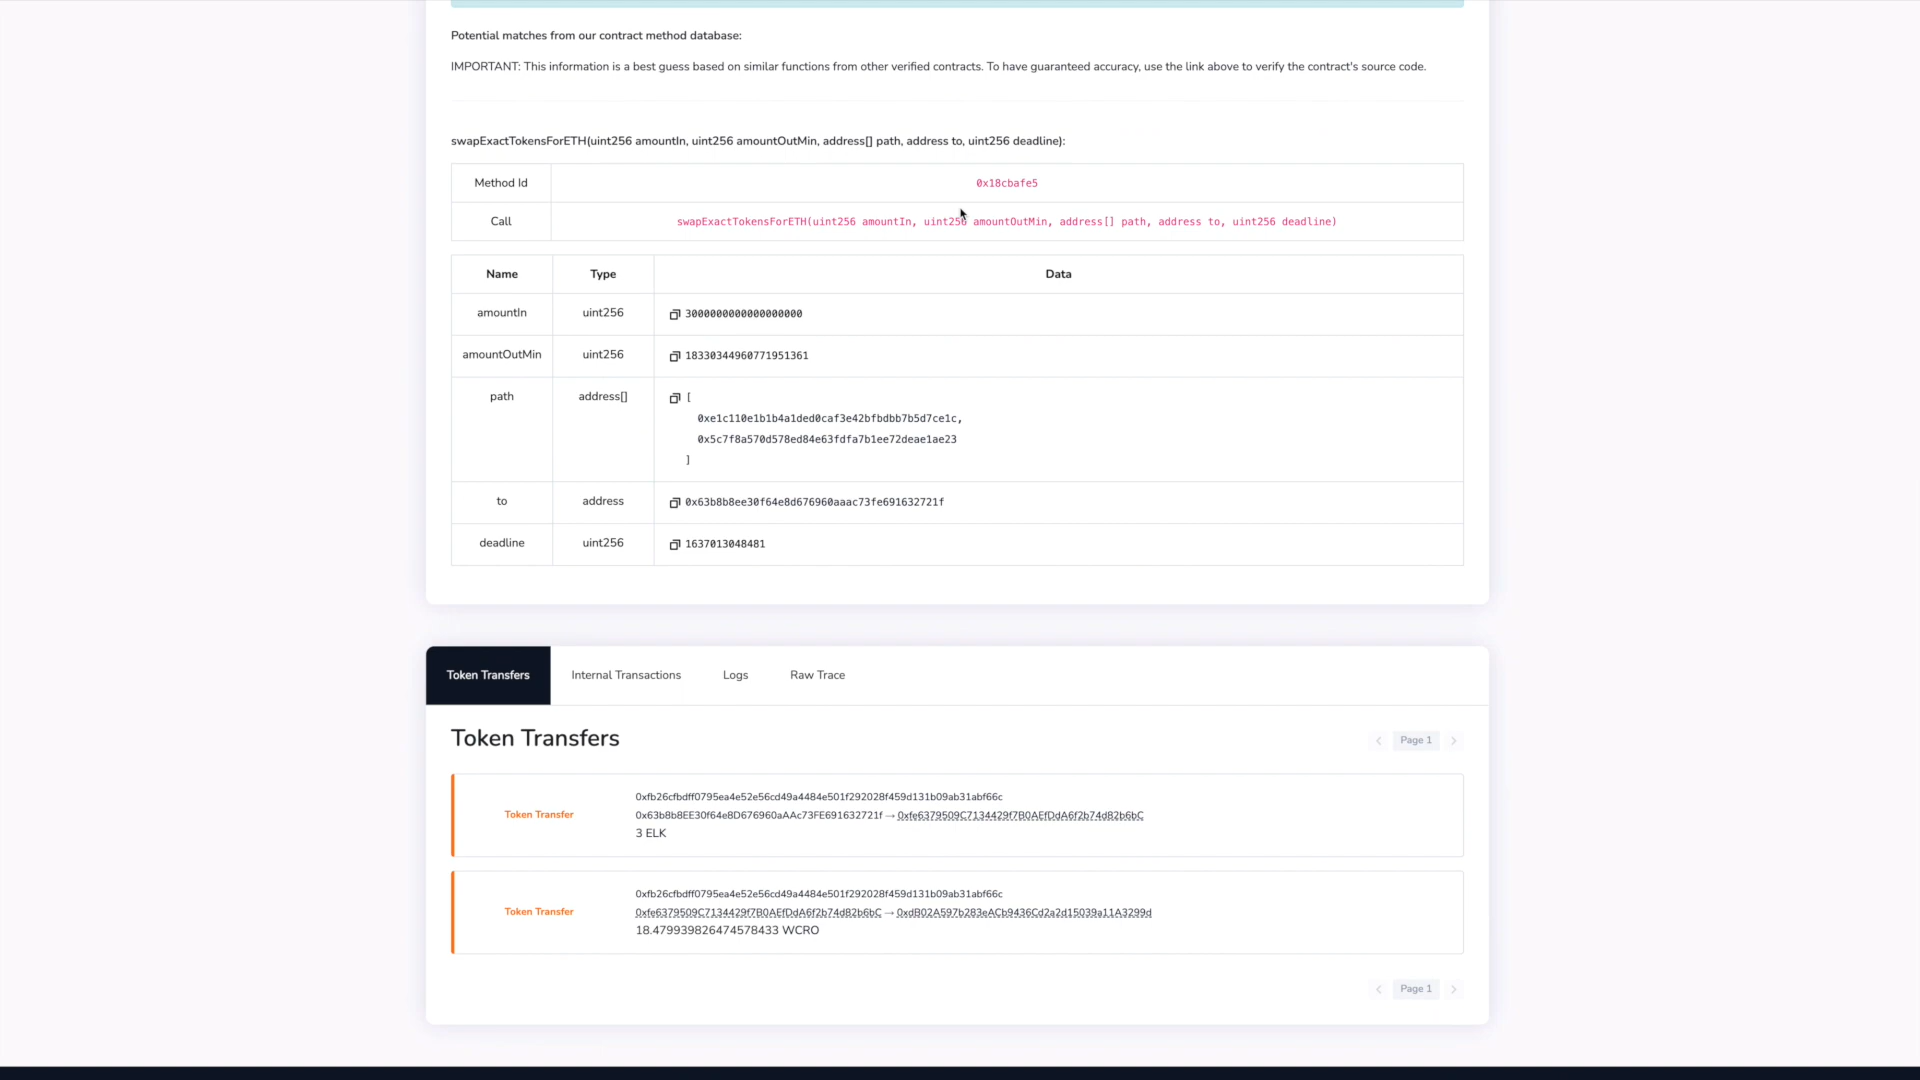 Potential matches from our contract method database:
IMPORTANT: This information is a best guess based on similar functions from other verified contracts. To have guaranteed accuracy, use the link above to verify the contract's source code.
swapExactTokensForETH(uint256 amountIn, uint256 amountOutMin, address[] path, address to, uint256 deadline):
Method Id 0x18cbafe5
Call swapExactTokensForETH(uint256 amountIn, uint256 amountOutMin, address[] path, address to, uint256 deadline)
Name Type Data
amountIn uint256 3000000000000000000
amountOutMin uint256 18330344960771951361
path address[] [
0xe1c110e1b1b4a1ded0caf3e42bfbdbb7b5d7ce1c,
0x5c7f8a570d578ed84e63fdfa7b1ee72deae1ae23
]
to address 0x63b8b8ee30f64e8d676960aaac73fe691632721f
deadline uint256 1637013048481
Token Transfers Internal Transactions Logs Raw Trace
Token Transfers
Page 1
0xfb26cfbdff0795ea4e52e56cd49a4484e501f292028f459d131b09ab31abf66c
Token Transfer 0x63b8b8EE30f64e8D676960aAAc73FE691632721f → 0xfe6379509C7134429f7B0AEfDdA6f2b74d82b6bC
3 ELK
0xfb26cfbdff0795ea4e52e56cd49a4484e501f292028f459d131b09ab31abf66c
Token Transfer 0xfe6379509C7134429f7B0AEfDdA6f2b74d82b6bC → 0xdB02A597b283eACb9436Cd2a2d15039a11A3299d
18.479939826474578433 WCRO
Page 1